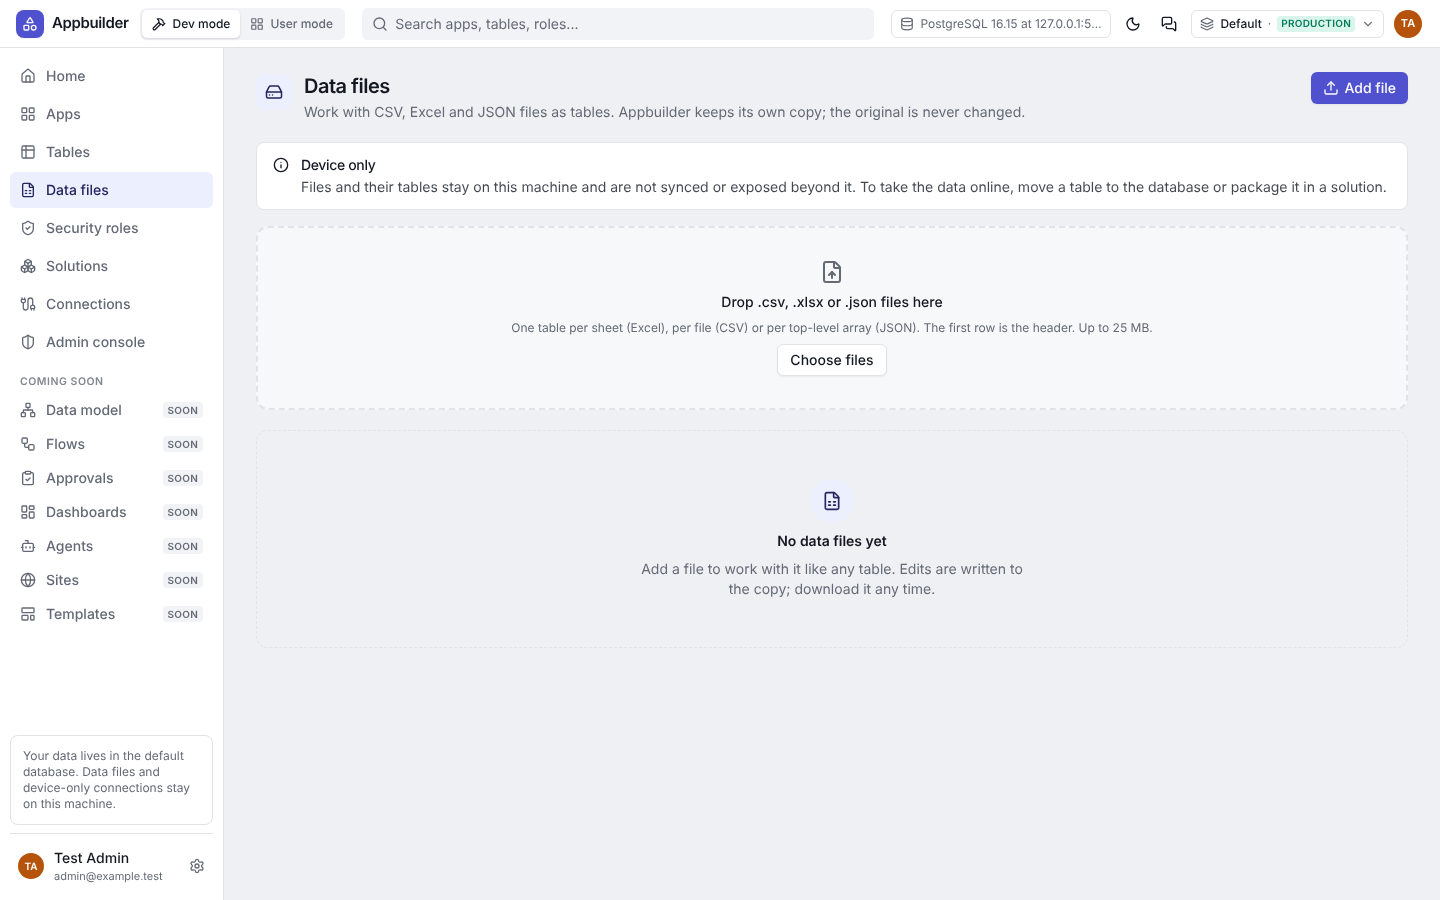 Appbuilder
Dev mode
User mode
Search apps, tables, roles...
PostgreSQL 16.15 at 127.0.0.1:5...
Default · PRODUCTION
TA
Home
Apps
Tables
Data files
Security roles
Solutions
Connections
Admin console
COMING SOON
Data model SOON
Flows SOON
Approvals SOON
Dashboards SOON
Agents SOON
Sites SOON
Templates SOON
Your data lives in the default
database. Data files and
device-only connections stay
on this machine.
TA
Test Admin
admin@example.test
Data files
Work with CSV, Excel and JSON files as tables. Appbuilder keeps its own copy; the original is never changed.
Add file
Device only
Files and their tables stay on this machine and are not synced or exposed beyond it. To take the data online, move a table to the database or package it in a solution.
Drop .csv, .xlsx or .json files here
One table per sheet (Excel), per file (CSV) or per top-level array (JSON). The first row is the header. Up to 25 MB.
Choose files
No data files yet
Add a file to work with it like any table. Edits are written to
the copy; download it any time.